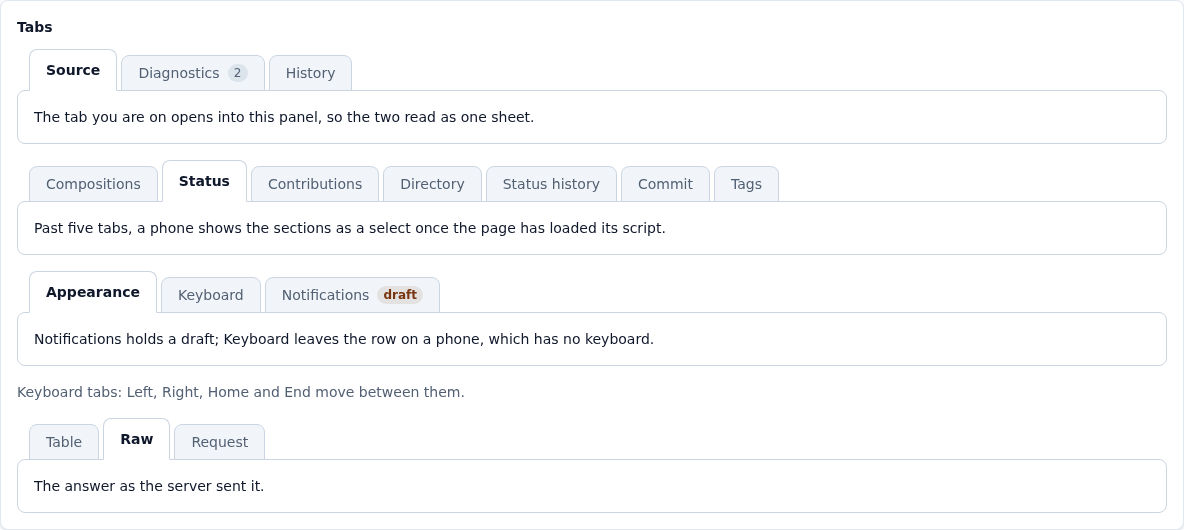 Tabs
Source Diagnostics 2 History
The tab you are on opens into this panel, so the two read as one sheet.
Compositions Status Contributions Directory Status history Commit Tags
Past five tabs, a phone shows the sections as a select once the page has loaded its script.
Appearance Keyboard Notifications draft
Notifications holds a draft; Keyboard leaves the row on a phone, which has no keyboard.
Keyboard tabs: Left, Right, Home and End move between them.
Table Raw Request
The answer as the server sent it.